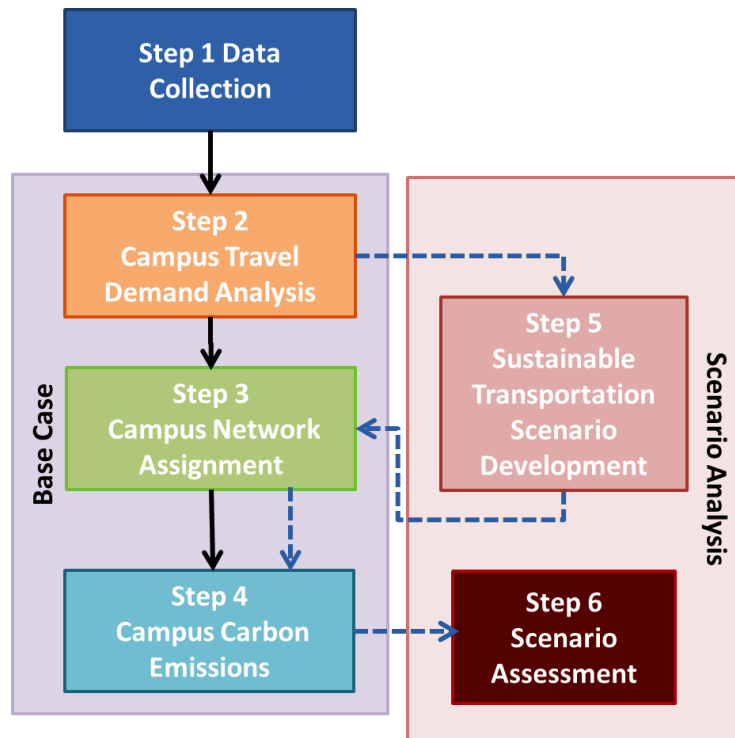 Step 1 Data
Collection
Step 2
Campus Travel
Demand Analysis
Step 3
Campus Network
Assignment
Step 4
Campus Carbon
Emissions
Base Case
Step 5
Sustainable
Transportation
Scenario
Development
Step 6
Scenario
Assessment
Scenario Analysis